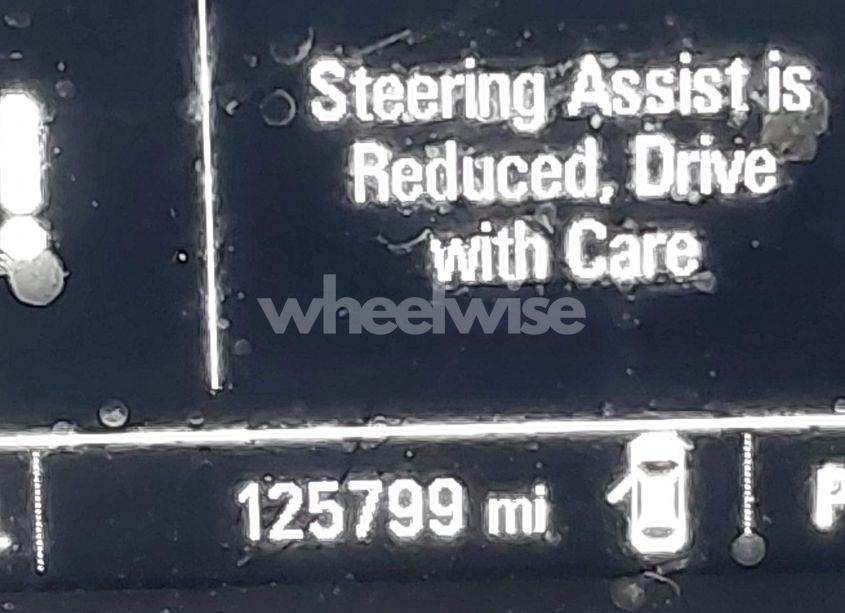 Steering Assist is
Reduced, Drive
with Care
wheelwise
125799 mi
P